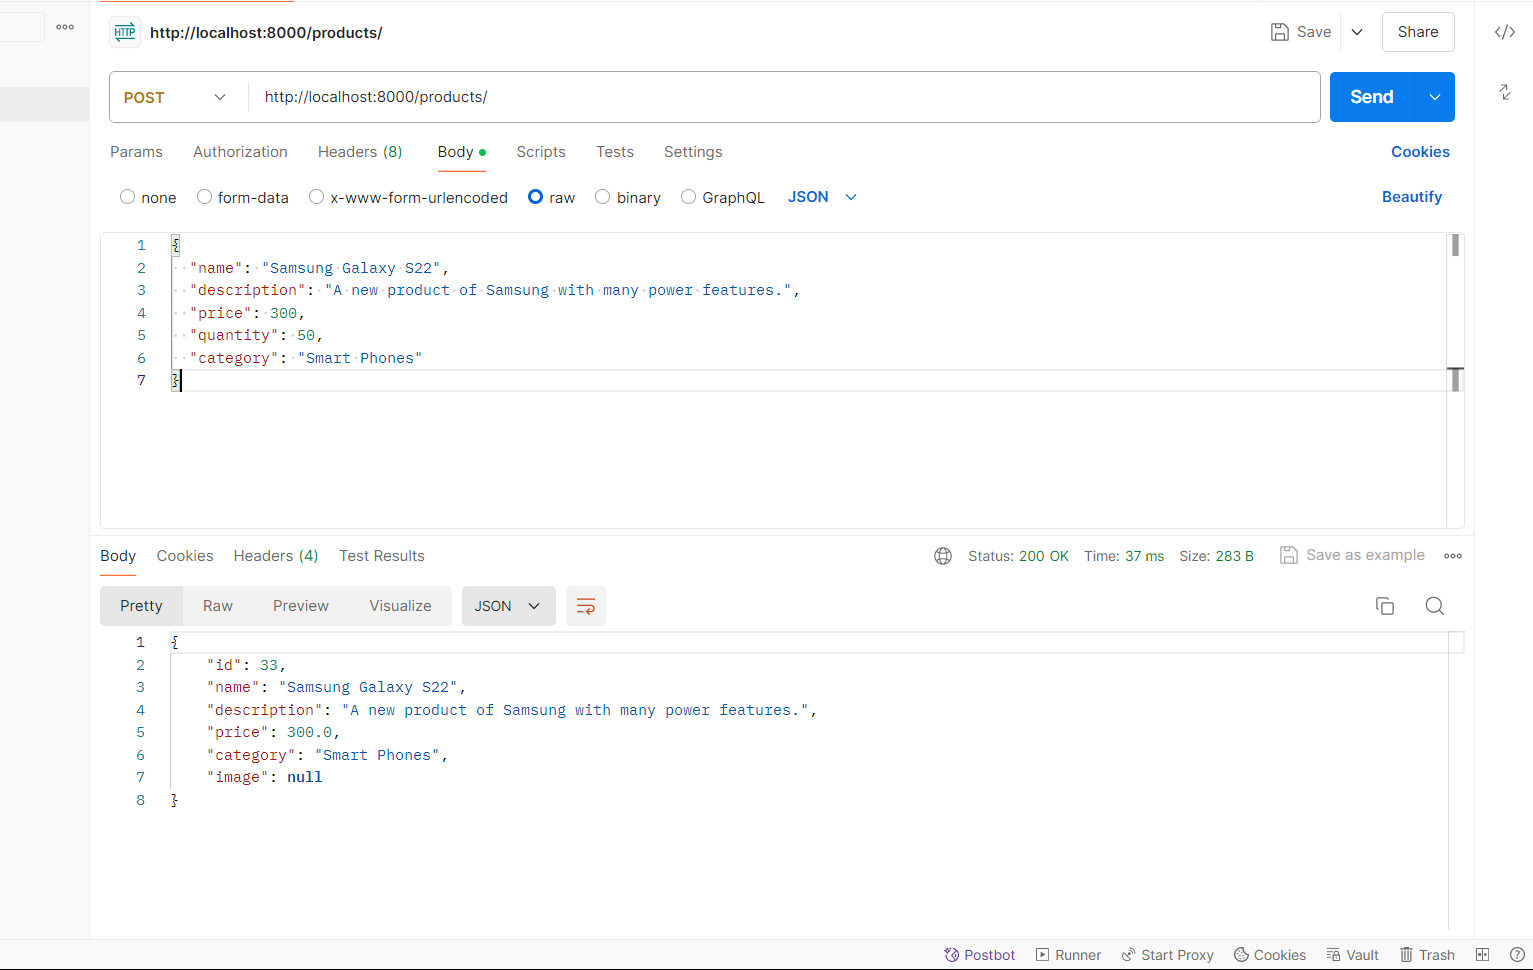 HTTP http://localhost:8000/products/ Save Share
POST http://localhost:8000/products/ Send
Params Authorization Headers (8) Body Scripts Tests Settings Cookies
none form-data x-www-form-urlencoded raw binary GraphQL JSON Beautify
1 {
2 "name": "Samsung Galaxy S22",
3 "description": "A new product of Samsung with many power features.",
4 "price": 300,
5 "quantity": 50,
6 "category": "Smart Phones"
7 }
Body Cookies Headers (4) Test Results Status: 200 OK Time: 37 ms Size: 283 B Save as example
Pretty Raw Preview Visualize JSON
1 {
2 "id": 33,
3 "name": "Samsung Galaxy S22",
4 "description": "A new product of Samsung with many power features.",
5 "price": 300.0,
6 "category": "Smart Phones",
7 "image": null
8 }
Postbot Runner Start Proxy Cookies Vault Trash